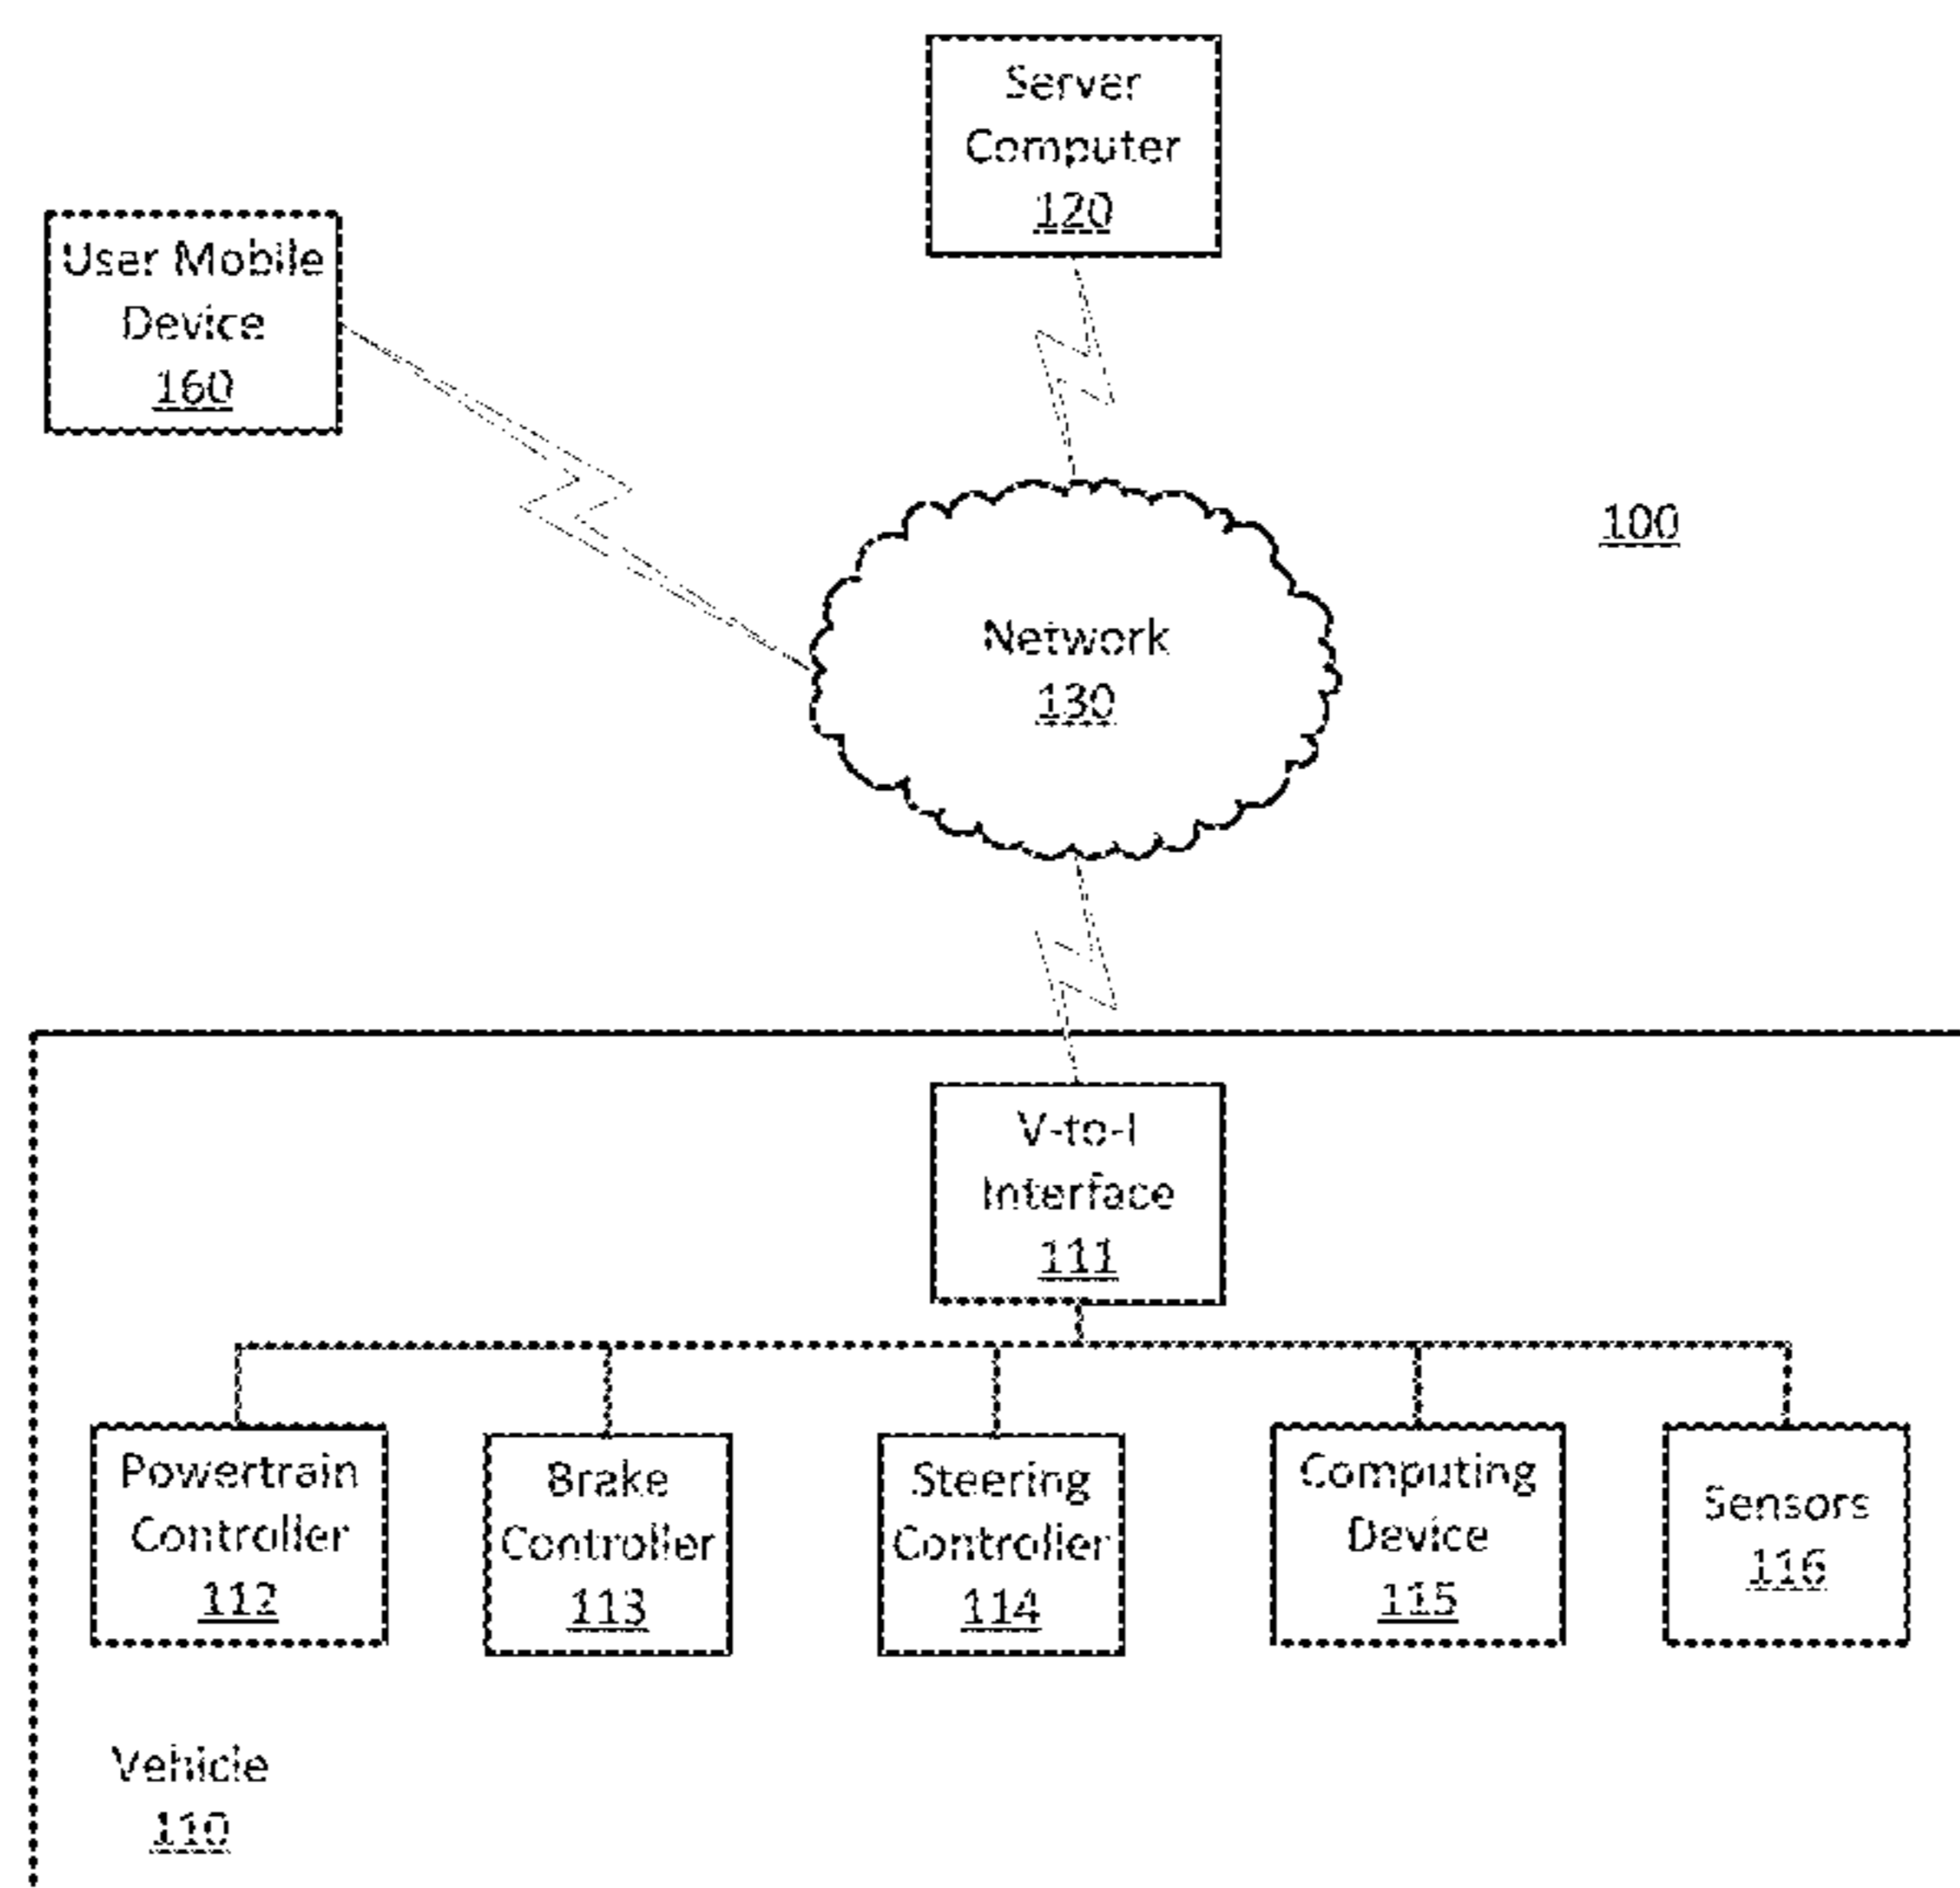 Server
Computer
120
User Mobile
Device
160
100
Network
130
V-to-I
Interface
111
Powertrain
Controller
112
Brake
Controller
113
Steering
Controller
114
Computing
Device
115
Sensors
116
Vehicle
110